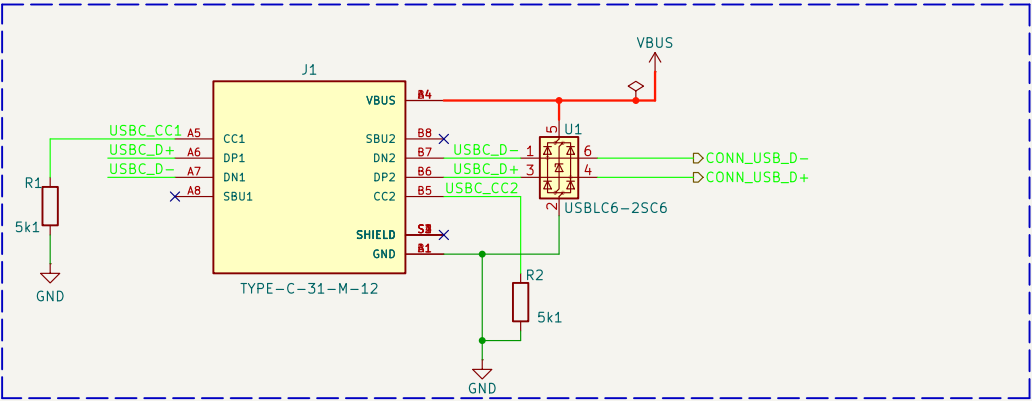 VBUS
J1
VBUS
U1
5
USBC_CC1 A5 CC1
SBU2 B8
USBC_D+ A6 DP1
DN2 B7 USBC_D- 1 6 CONN_USB_D-
USBC_D- A7 DN1
DP2 B6 USBC_D+ 3 4 CONN_USB_D+
A8 SBU1
CC2 B5 USBC_CC2
2 USBLC6-2SC6
R1
5k1
SHIELD
GND
R2
5k1
TYPE-C-31-M-12
GND
GND